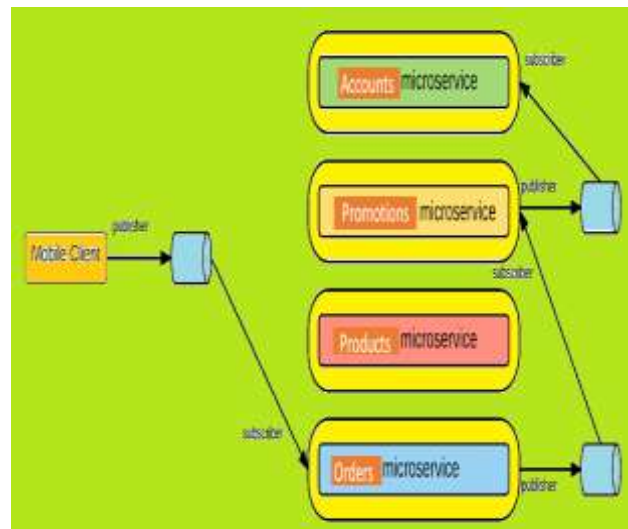 subscriber
Accounts microservice
publisher
Promotions microservice
publisher
Mobile Client
subscriber
Products microservice
subscriber
Orders microservice
publisher